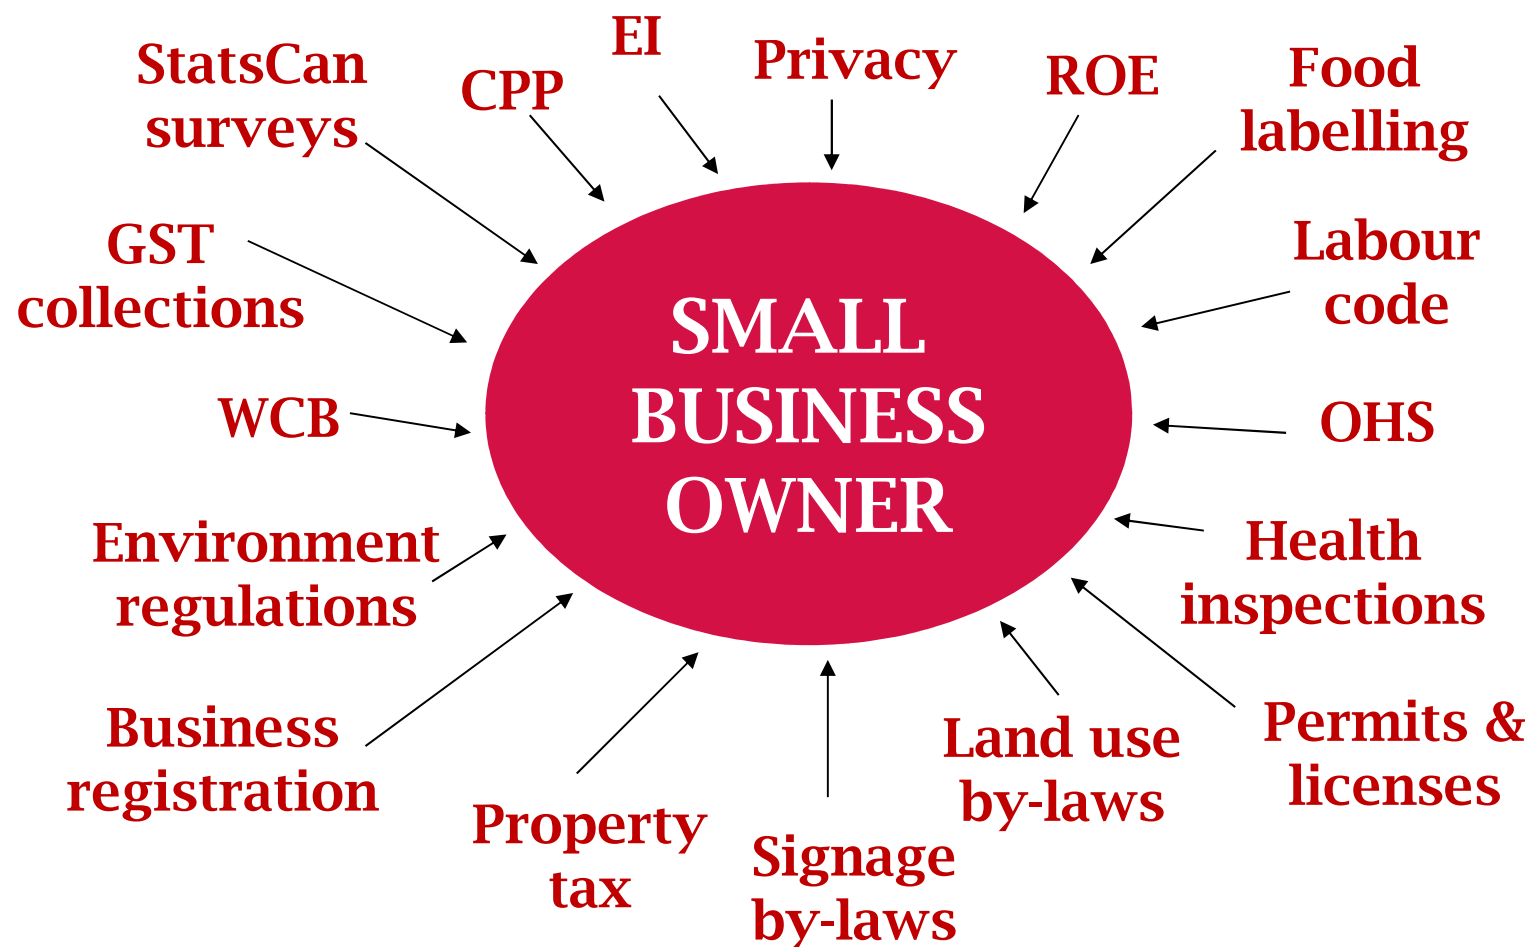 EI
Privacy
StatsCan
surveys
CPP
ROE
Food
labelling
GST
collections
Labour
code
SMALL
BUSINESS
OWNER
WCB
OHS
Environment
regulations
Health
inspections
Business
registration
Property
tax
Signage
by-laws
Land use
by-laws
Permits &
licenses